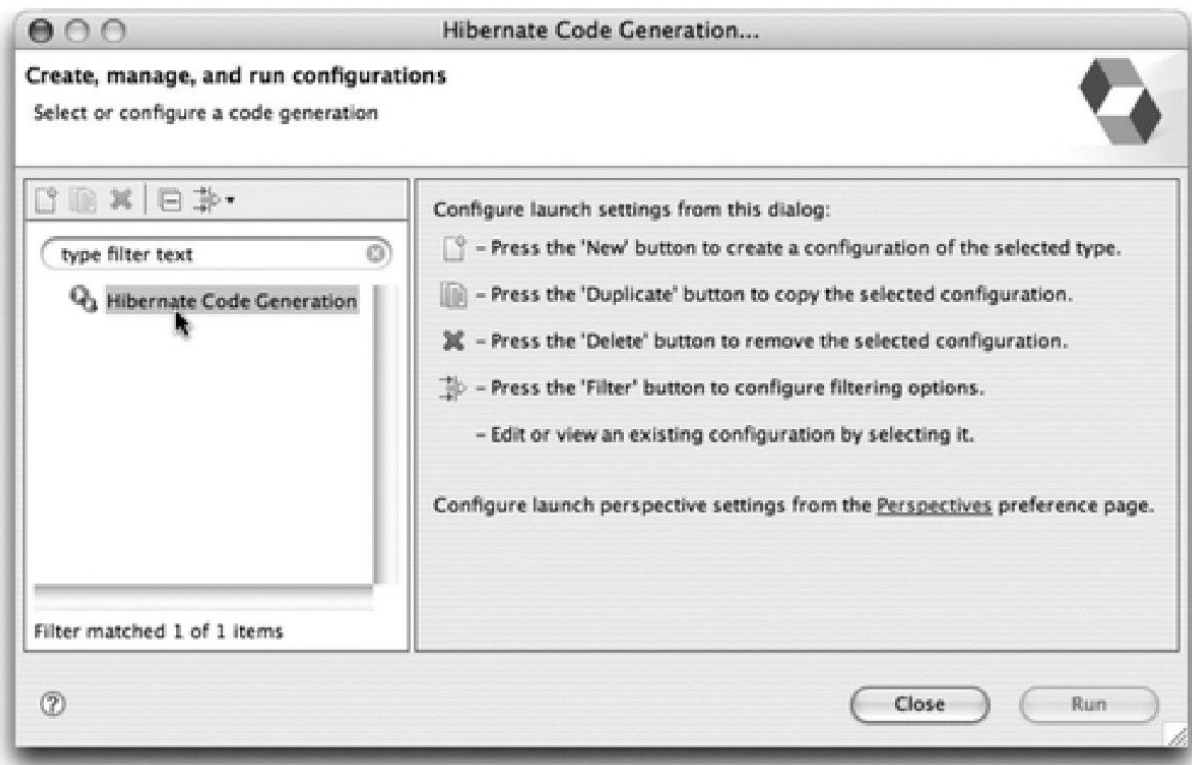 Hibernate Code Generation...
Create, manage, and run configurations
Select or configure a code generation
type filter text
Hibernate Code Generation
Filter matched 1 of 1 items
Configure launch settings from this dialog:
– Press the 'New' button to create a configuration of the selected type.
– Press the 'Duplicate' button to copy the selected configuration.
– Press the 'Delete' button to remove the selected configuration.
– Press the 'Filter' button to configure filtering options.
– Edit or view an existing configuration by selecting it.
Configure launch perspective settings from the Perspectives preference page.
?
Close
Run